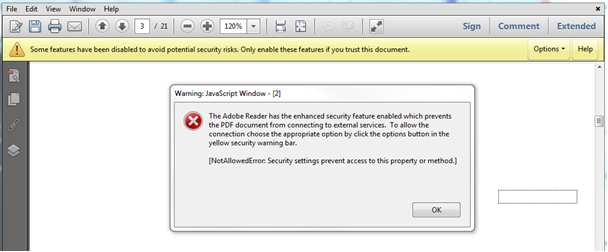 File Edit View Window Help
3 / 21 120% Sign Comment Extended
Some features have been disabled to avoid potential security risks. Only enable these features if you trust this document. Options Help
Warning: JavaScript Window - [2]
The Adobe Reader has the enhanced security feature enabled which prevents
the PDF document from connecting to external services. To allow the
connection choose the appropriate option by click the options button in the
yellow security warning bar.
[NotAllowedError: Security settings prevent access to this property or method.]
OK